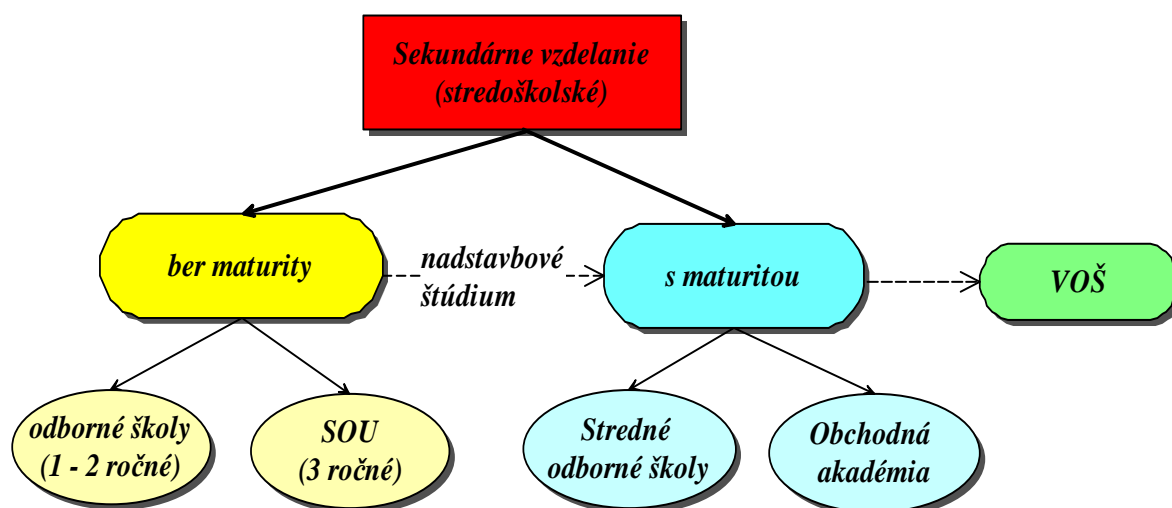 Sekundárne vzdelanie
(stredoškolské)
ber maturity
nadstavbové
štúdium
s maturitou
VOŠ
odborné školy
(1 - 2 ročné)
SOU
(3 ročné)
Stredné
odborné školy
Obchodná
akadémia